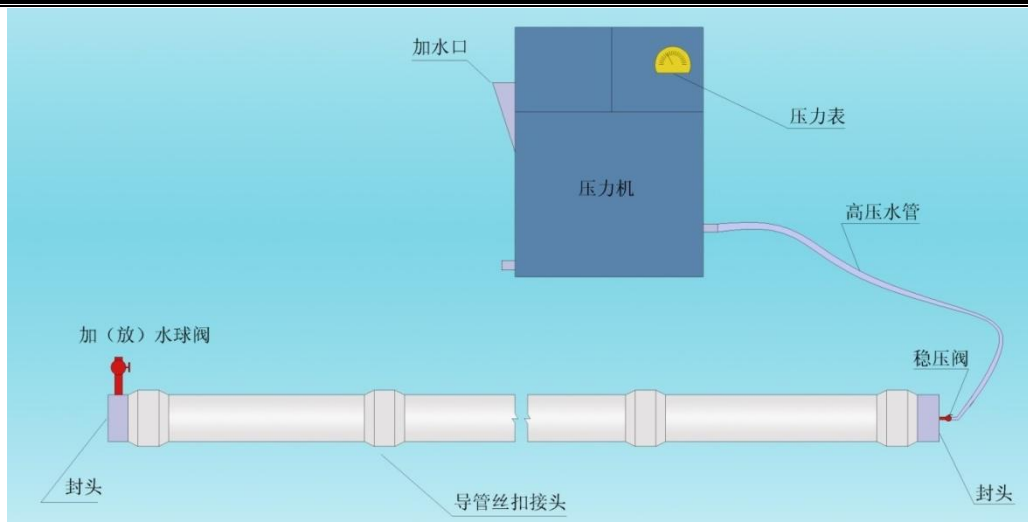 加水口
压力表
压力机
高压水管
加（放）水球阀
稳压阀
封头
导管丝扣接头
封头